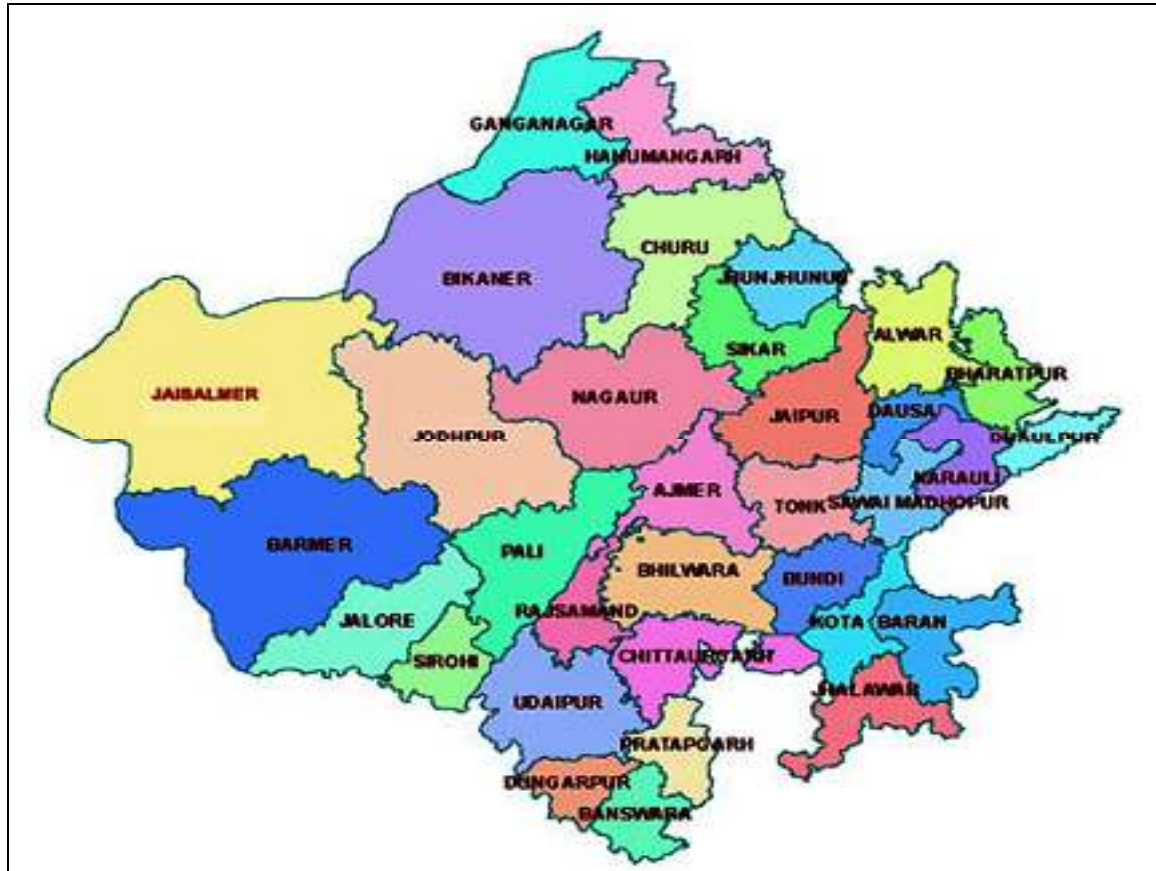 GANGANAGAR
HANUMANGARH
CHURU
BIKANER
JHUNJHUNUN
SIKAR
ALWAR
BHARATPUR
JAISALMER
NAGAUR
JAIPUR
DAUSA
JODHPUR
DHAULPUR
KARAULI
AJMER
TONK
SAWAI MADHOPUR
BARMER
PALI
BHILWARA
BUNDI
RAJSAMAND
JALORE
KOTA
BARAN
SIROHI
CHITTAURGARH
JHALAWAR
UDAIPUR
PRATAPGARH
DUNGARPUR
BANSWARA